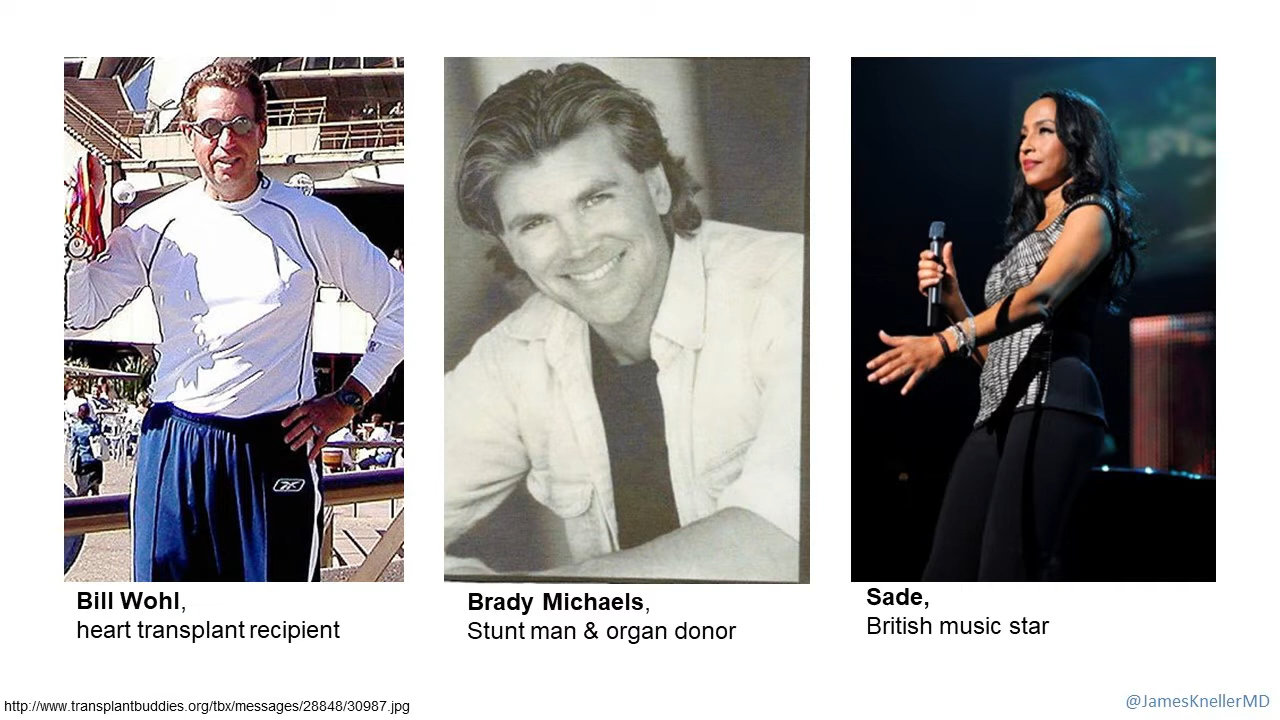 Bill Wohl,
heart transplant recipient
Brady Michaels,
Stunt man & organ donor
Sade,
British music star
http://www.transplantbuddies.org/tbx/messages/28848/30987.jpg
@JamesKnellerMD